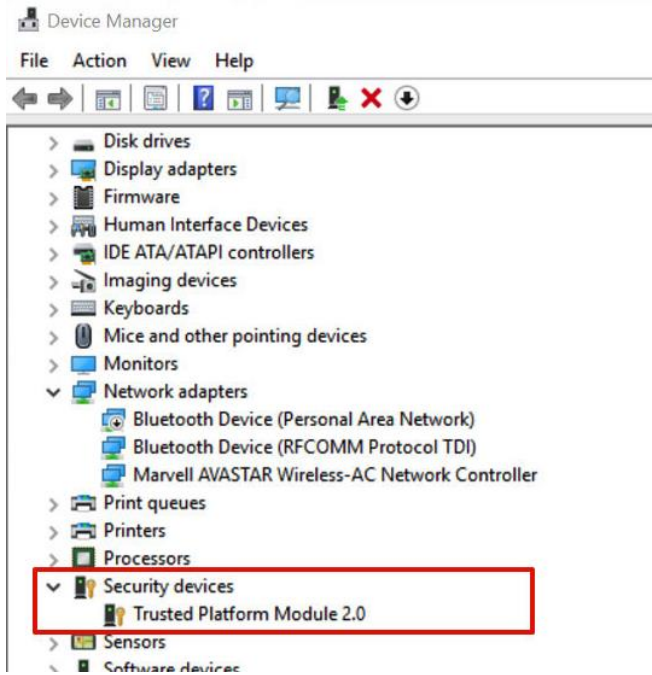 Device Manager
File Action View Help
Disk drives
Display adapters
Firmware
Human Interface Devices
IDE ATA/ATAPI controllers
Imaging devices
Keyboards
Mice and other pointing devices
Monitors
Network adapters
Bluetooth Device (Personal Area Network)
Bluetooth Device (RFCOMM Protocol TDI)
Marvell AVASTAR Wireless-AC Network Controller
Print queues
Printers
Processors
Security devices
Trusted Platform Module 2.0
Sensors
Software devices